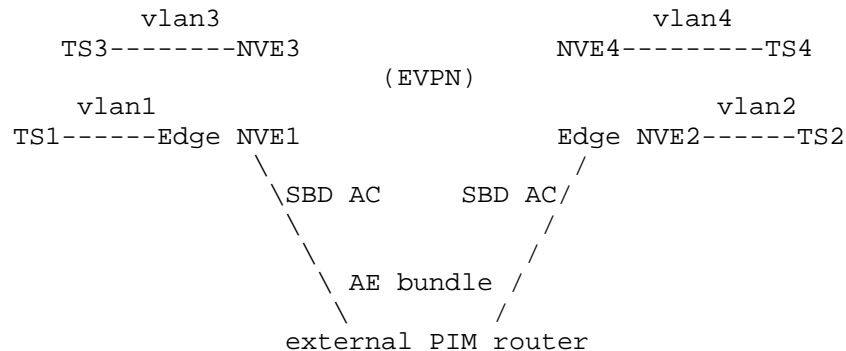 vlan3 vlan4
TS3--------NVE3 NVE4---------TS4
(EVPN)
vlan1 vlan2
TS1------Edge NVE1 Edge NVE2------TS2
SBD AC SBD AC
AE bundle
external PIM router